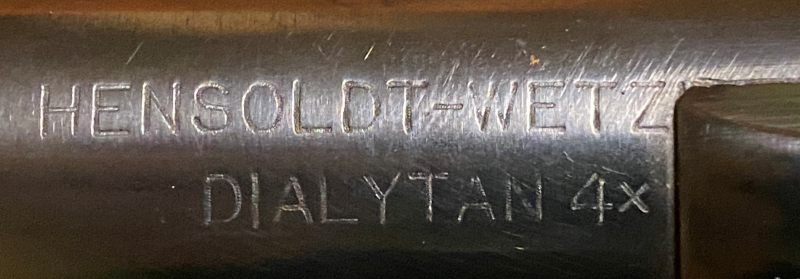 HENSOLDT-WETZ
DIALYTAN 4x